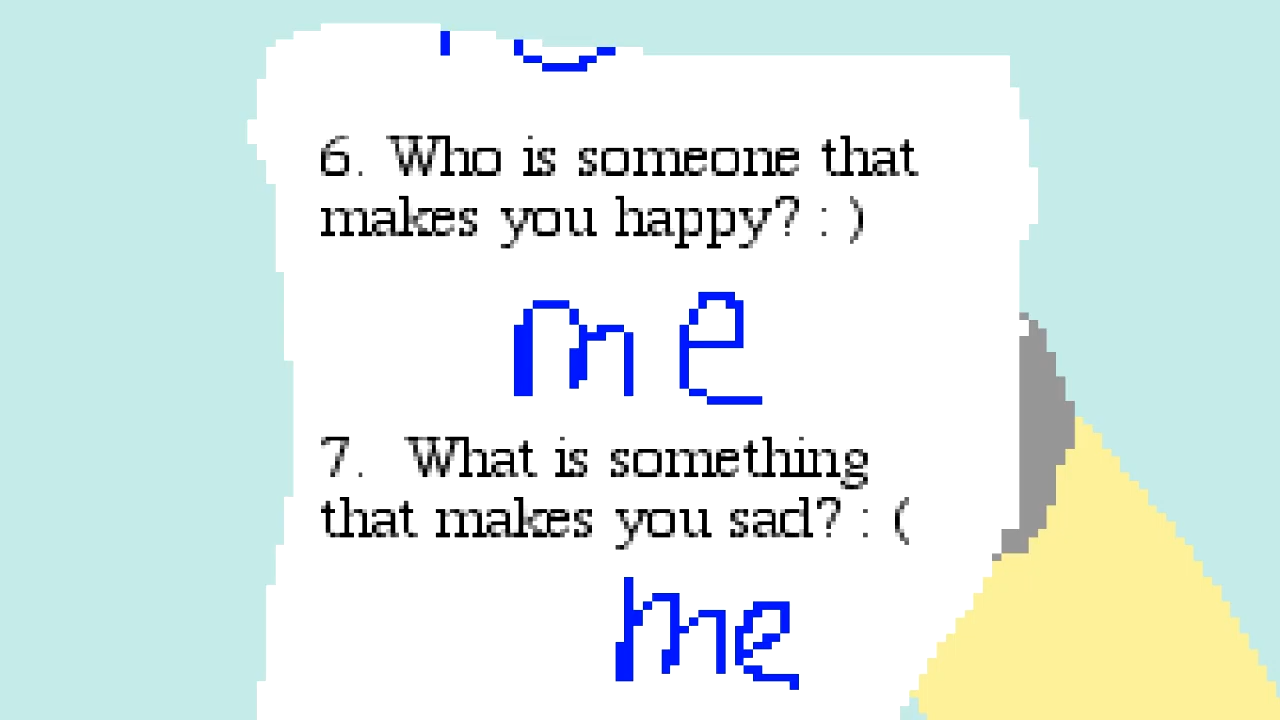 6. Who is someone that
makes you happy? : )
me
7. What is something
that makes you sad? : (
me